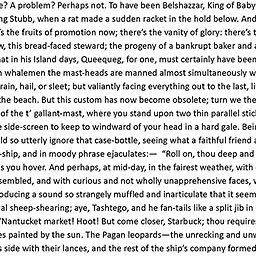 e? A problem? Perhaps not. To have been Belshazzar, King of Baby
ng Stubb, when a rat made a sudden racket in the hold below. And
's the fruits of promotion now; there's the vanity of glory: there's t
w, this bread-faced steward; the progeny of a bankrupt baker and a
hat in his Island days, Queequeg, for one, must certainly have been
n whalemen the mast-heads are manned almost simultaneously w
rain, hail, or sleet; but valiantly facing everything out to the last, li
the beach. But this custom has now become obsolete; turn we the
of the t' gallant-mast, where you stand upon two thin parallel stick
e side-screen to keep to windward of your head in a hard gale. Bein
ld so utterly ignore that case-bottle, seeing what a faithful friend a
-ship, and in moody phrase ejaculates:— "Roll on, thou deep and
s you hover. And perhaps, at mid-day, in the fairest weather, with
sembled, and with curious and not wholly unapprehensive faces, v
oducing a sound so strangely muffled and inarticulate that it seem
al sheep-shearing; aye, Tashtego, and he fan-tails like a split jib in
'Nantucket market! Hoot! But come closer, Starbuck; thou requires
es painted by the sun. The Pagan leopards—the unrecking and unw
s side with their lances, and the rest of the ship's company formed